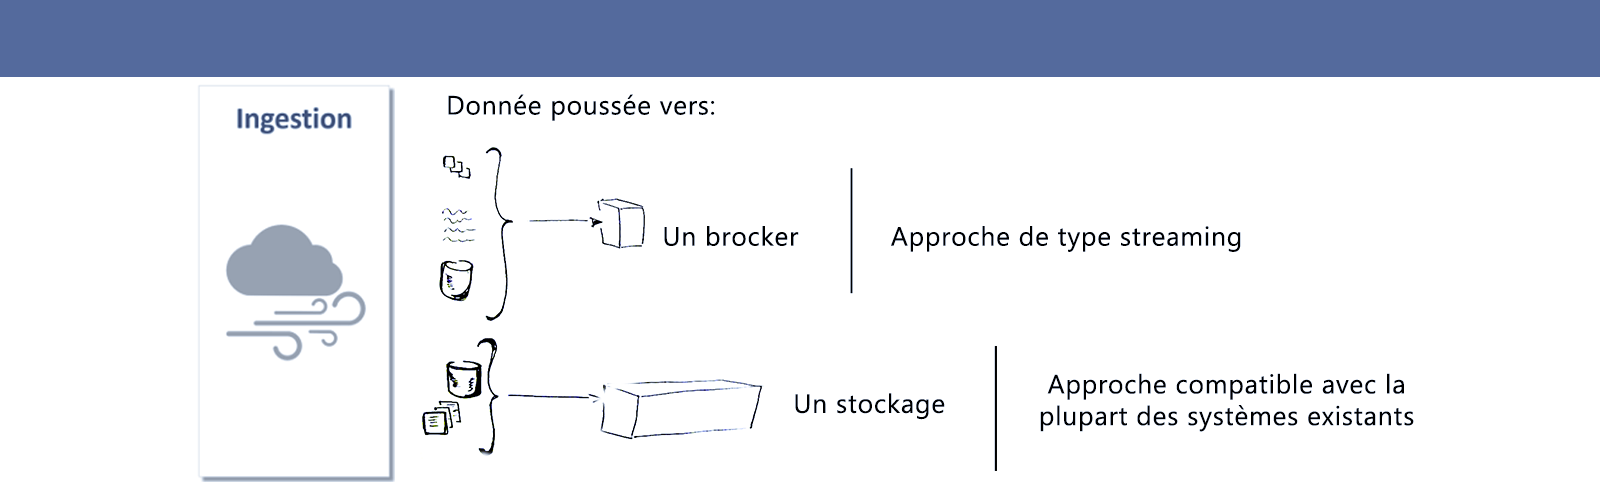 Ingestion
Donnée poussée vers:
Un brocker
Approche de type streaming
Un stockage
Approche compatible avec la
plupart des systèmes existants